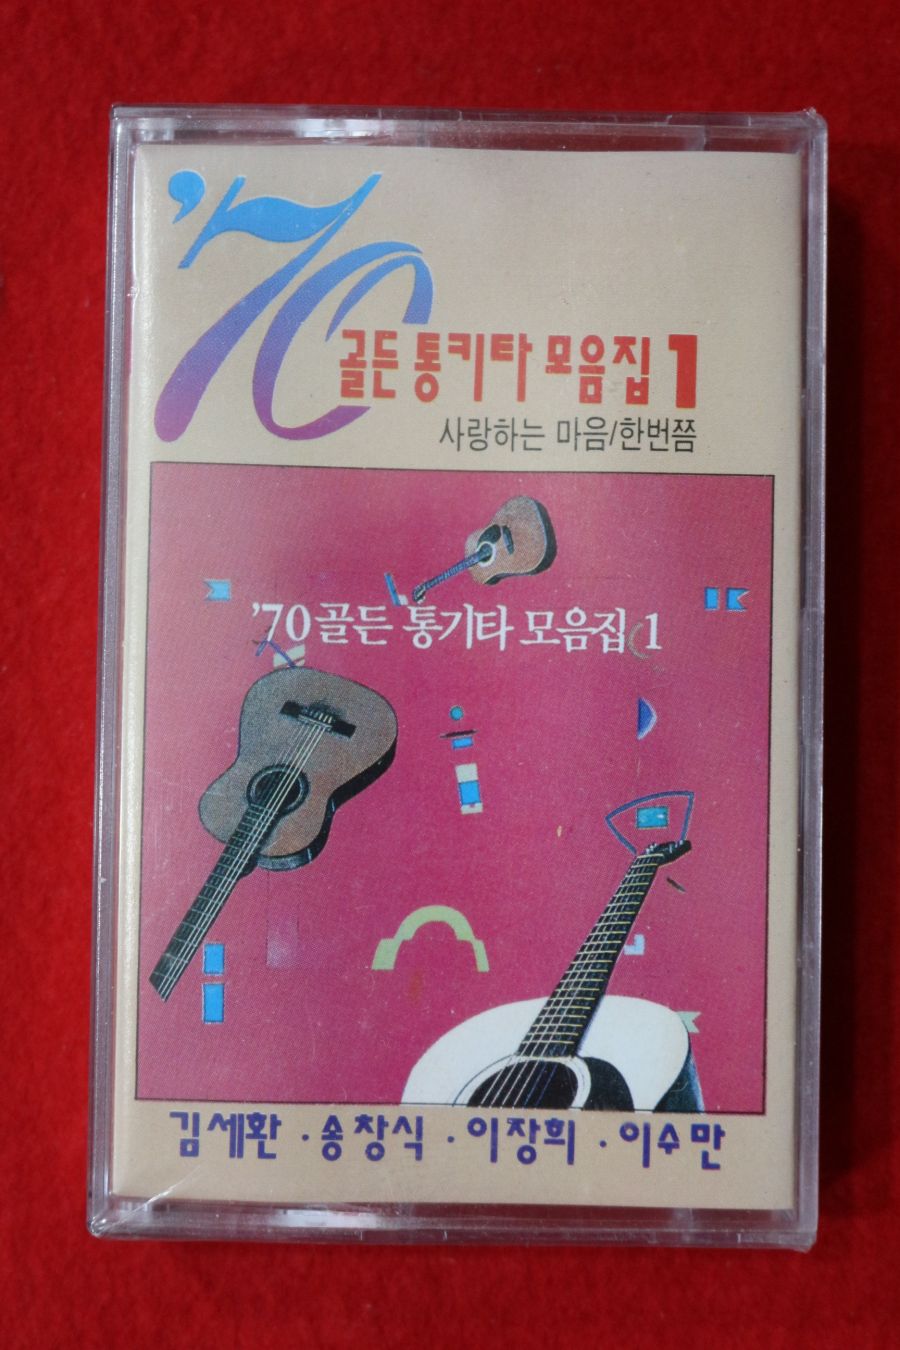 '70
골든 통키타 모음집 1
사랑하는 마음/한번쯤
'70 골든 통기타 모음집 1
김세환 · 송창식 · 이장희 · 이수만